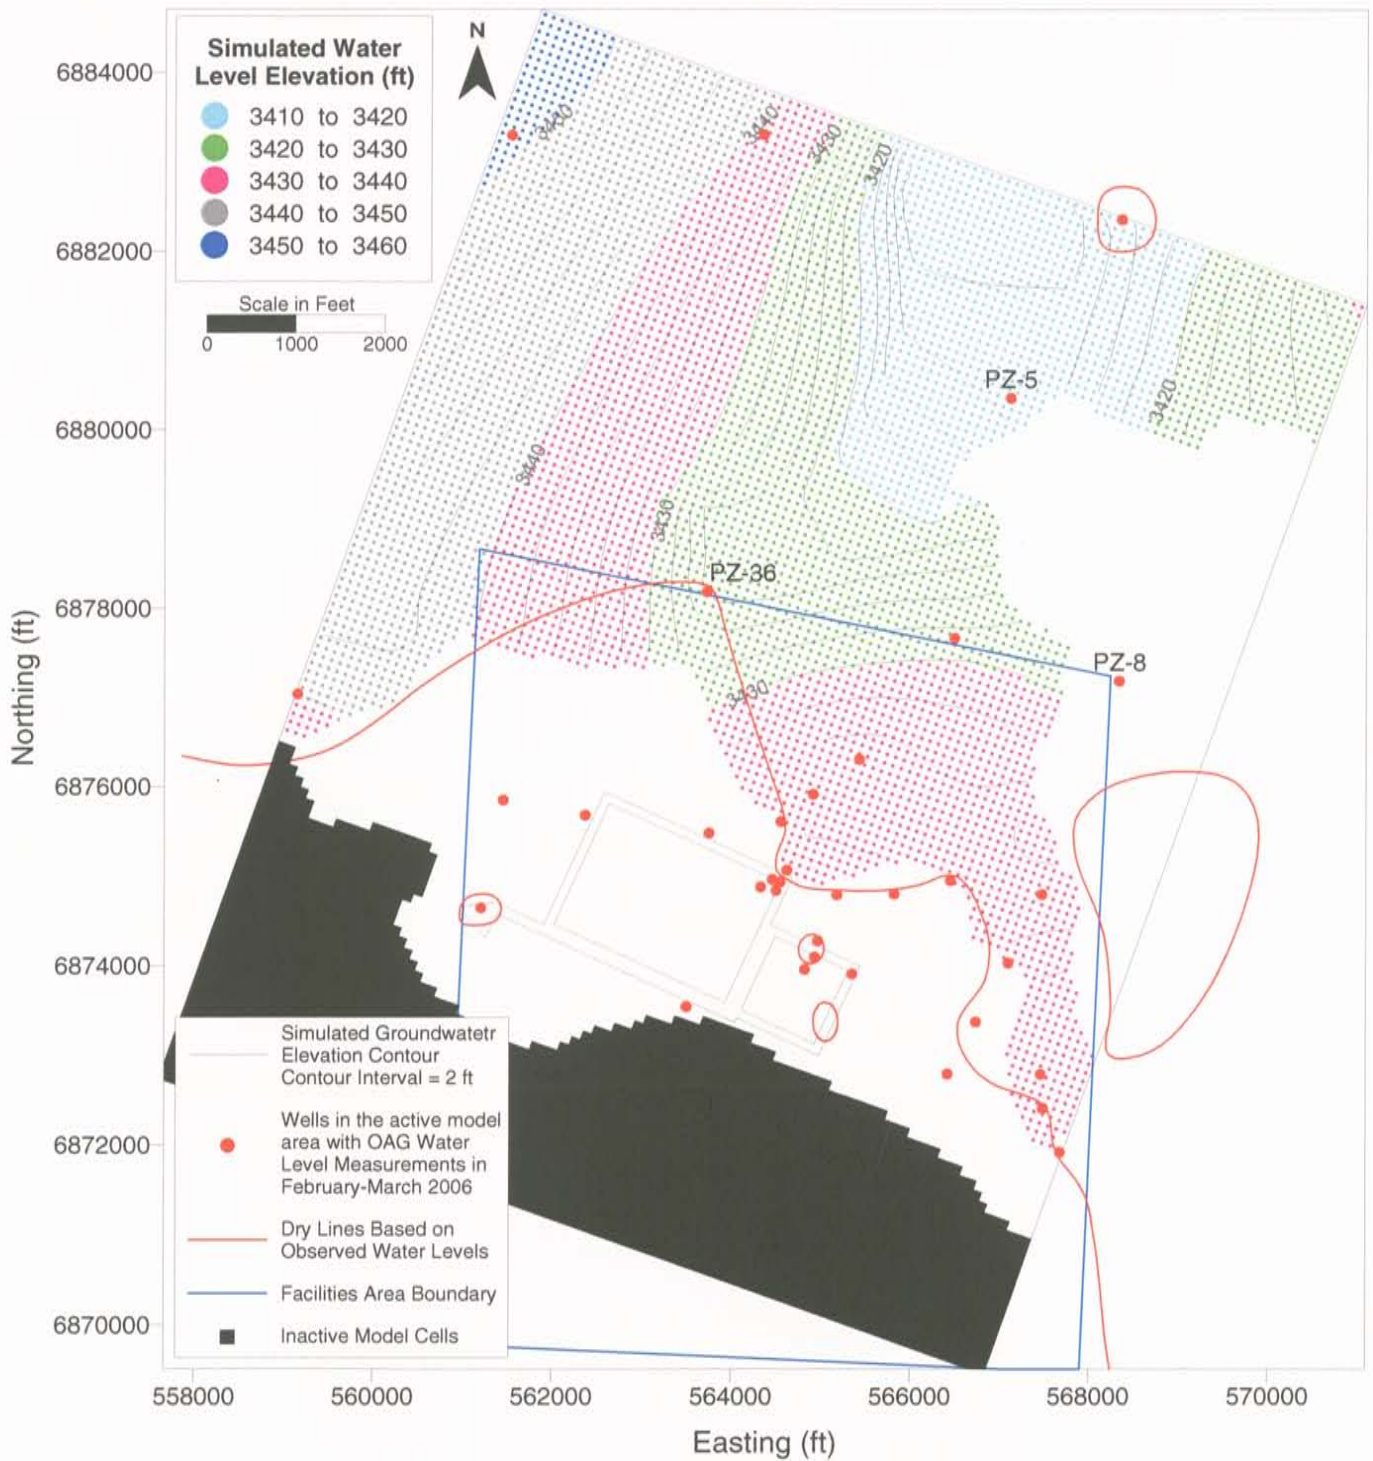 Simulated Water
Level Elevation (ft)
3410 to 3420
3420 to 3430
3430 to 3440
3440 to 3450
3450 to 3460
Scale in Feet
0 1000 2000
N
3440
3430
3420
PZ-5
3420
3440
3430
PZ-36
PZ-8
3430
6884000
6882000
6880000
6878000
6876000
6874000
6872000
6870000
Northing (ft)
Simulated Groundwatetr
Elevation Contour
Contour Interval = 2 ft
Wells in the active model
area with OAG Water
Level Measurements in
February-March 2006
Dry Lines Based on
Observed Water Levels
Facilities Area Boundary
Inactive Model Cells
558000 560000 562000 564000 566000 568000 570000
Easting (ft)